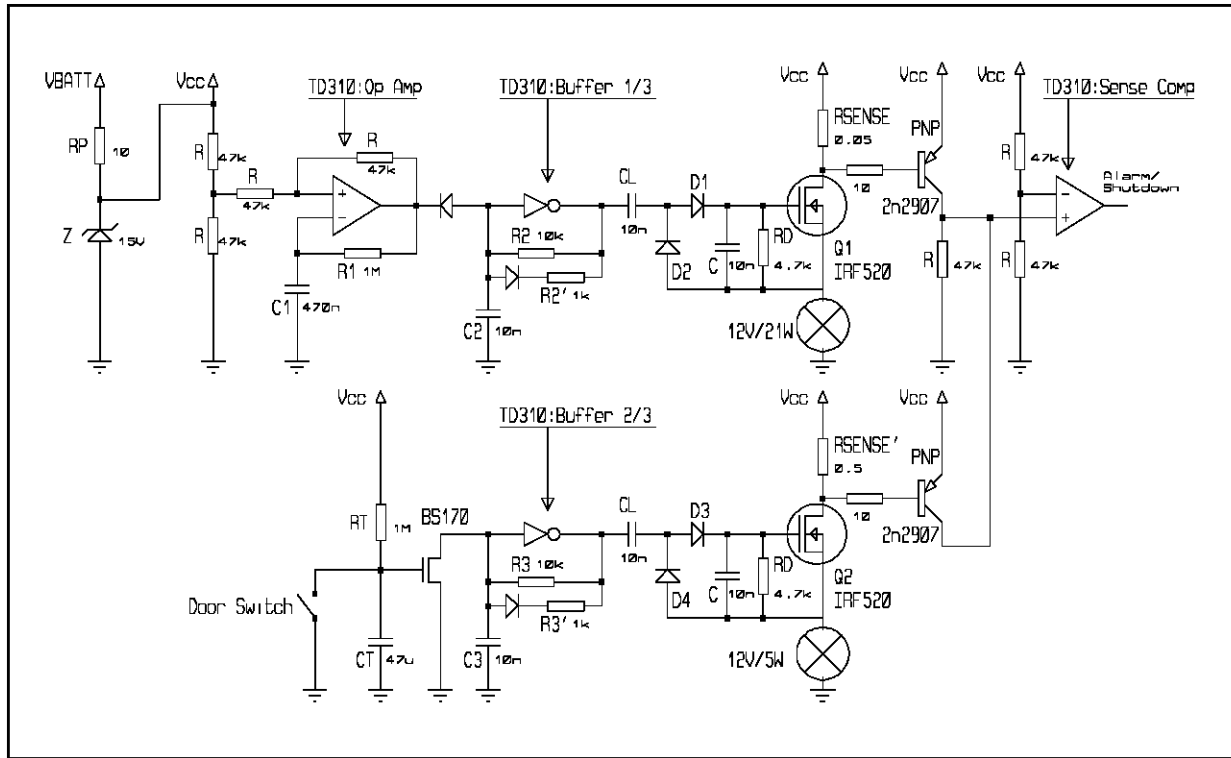 VBATT
Vcc
TD310:Op Amp
TD310:Buffer 1/3
Vcc
Vcc
Vcc
TD310:Sense Comp
RP
10
Z
15V
R
47k
R
47k
R
47k
R
47k
+
-
R1 1M
C1
470n
R2 10k
R2' 1k
C2
10n
CL
10n
D1
D2
C
10n
RD
4.7k
RSENSE
0.05
Q1
IRF520
12V/21W
10
PNP
2n2907
R
47k
R
47k
R
47k
-
+
Alarm/
Shutdown
Vcc
TD310:Buffer 2/3
Vcc
Vcc
RT
1M
BS170
Door Switch
CT
47u
R3 10k
R3' 1k
C3
10n
CL
10n
D3
D4
C
10n
RD
4.7k
RSENSE'
0.5
Q2
IRF520
12V/5W
10
PNP
2n2907